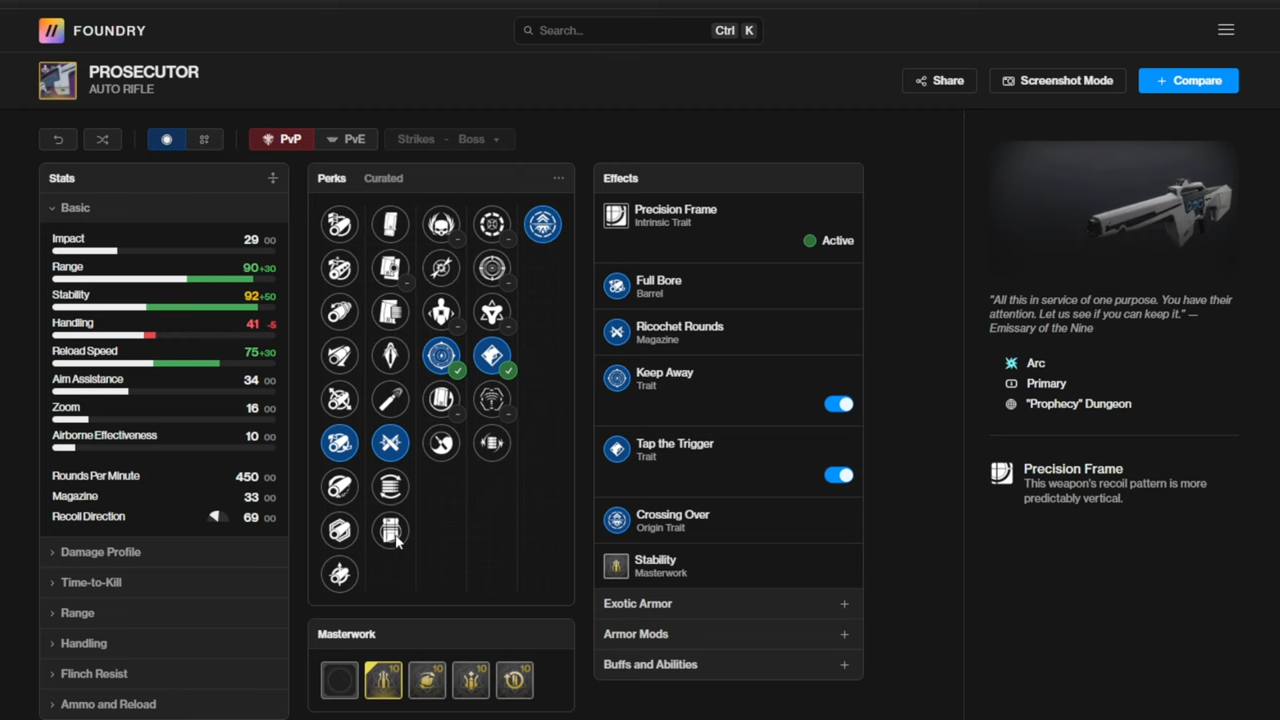 FOUNDRY
Search...
Ctrl K
PROSECUTOR
AUTO RIFLE
Share
Screenshot Mode
+ Compare
PvP
PvE
Strikes - Boss
Stats
Basic
Impact 29 00
Range 90 +30
Stability 92 +50
Handling 41 -5
Reload Speed 75 +30
Aim Assistance 34 00
Zoom 16 00
Airborne Effectiveness 10 00
Rounds Per Minute 450 00
Magazine 33 00
Recoil Direction 69 00
Damage Profile
Time-to-Kill
Range
Handling
Flinch Resist
Ammo and Reload
Perks Curated
Masterwork
10 10 10 10
Effects
Precision Frame
Intrinsic Trait
Active
Full Bore
Barrel
Ricochet Rounds
Magazine
Keep Away
Trait
Tap the Trigger
Trait
Crossing Over
Origin Trait
Stability
Masterwork
Exotic Armor +
Armor Mods +
Buffs and Abilities +
"All this in service of one purpose. You have their
attention. Let us see if you can keep it." —
Emissary of the Nine
Arc
Primary
"Prophecy" Dungeon
Precision Frame
This weapon's recoil pattern is more
predictably vertical.